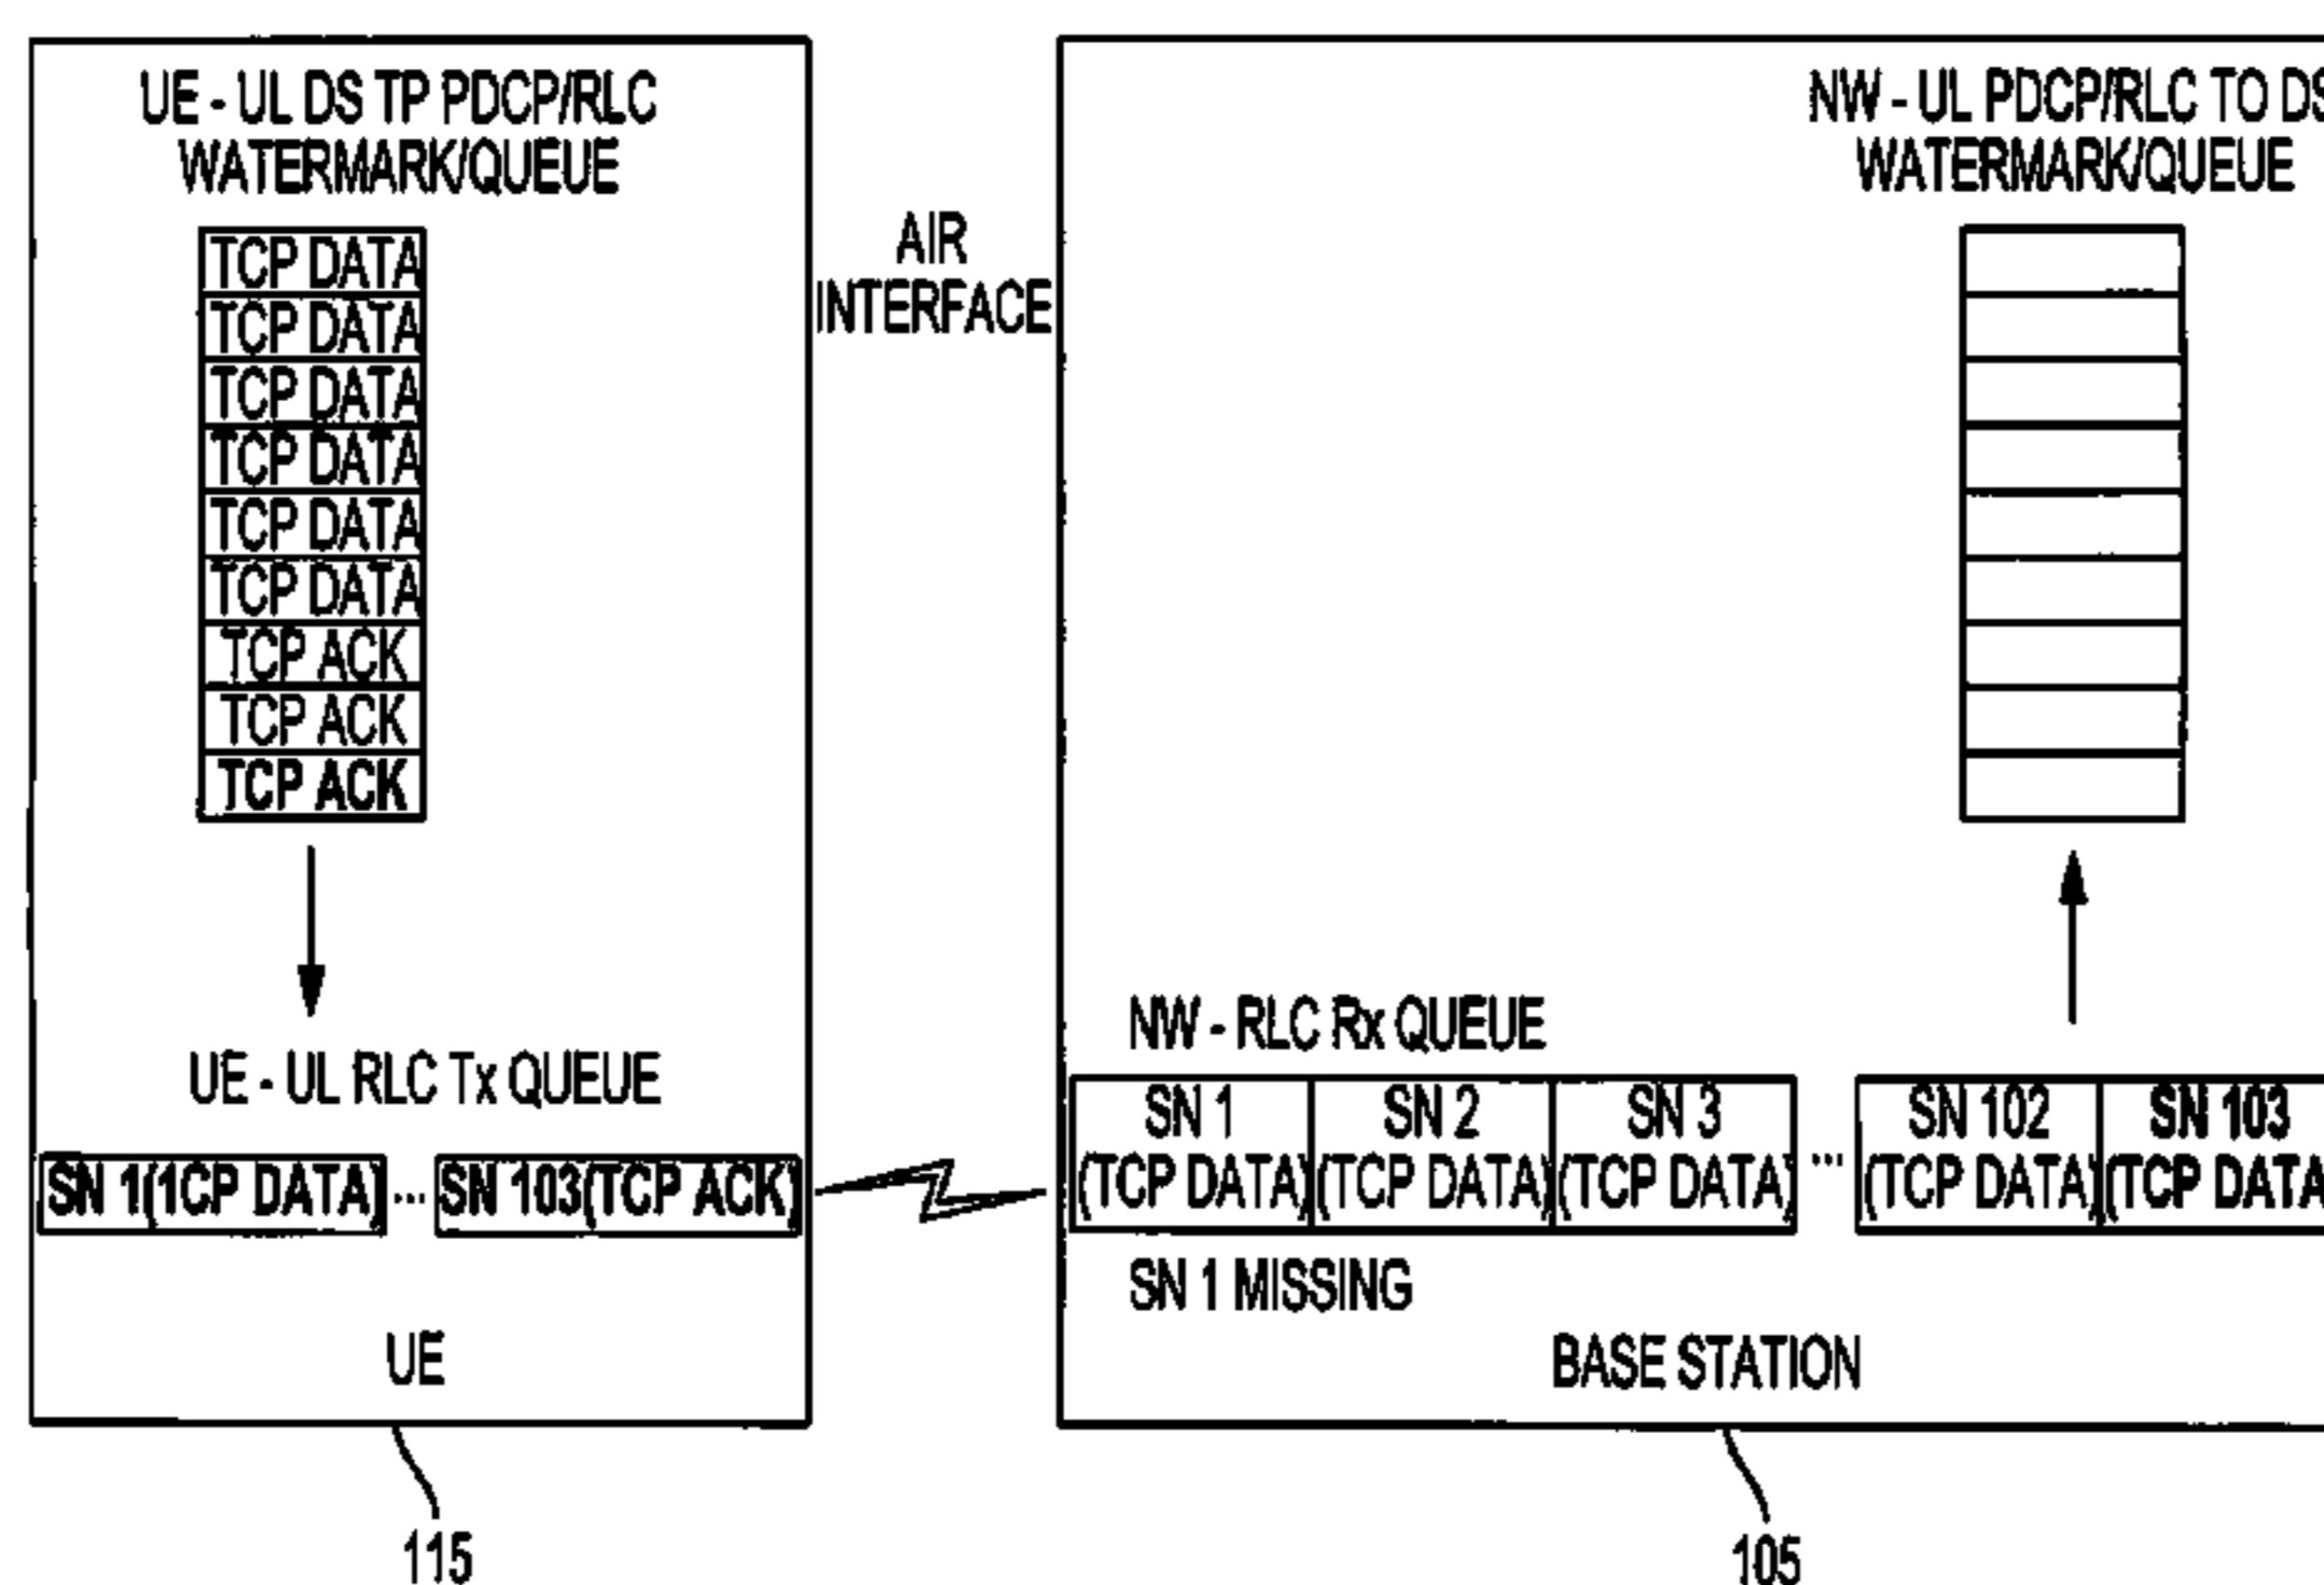 UE - UL DS TP PDCP/RLC
WATERMARK/QUEUE
TCP DATA
TCP DATA
TCP DATA
TCP DATA
TCP DATA
TCP DATA
TCP ACK
TCP ACK
TCP ACK
UE - UL RLC Tx QUEUE
SN 1(1CP DATA) ... SN 103(TCP ACK)
UE
115
AIR
INTERFACE
NW - UL PDCP/RLC TO DS
WATERMARK/QUEUE
NW - RLC Rx QUEUE
SN 1 SN 2 SN 3 SN 102 SN 103
(TCP DATA) (TCP DATA) (TCP DATA) ... (TCP DATA) (TCP DATA
SN 1 MISSING
BASE STATION
105